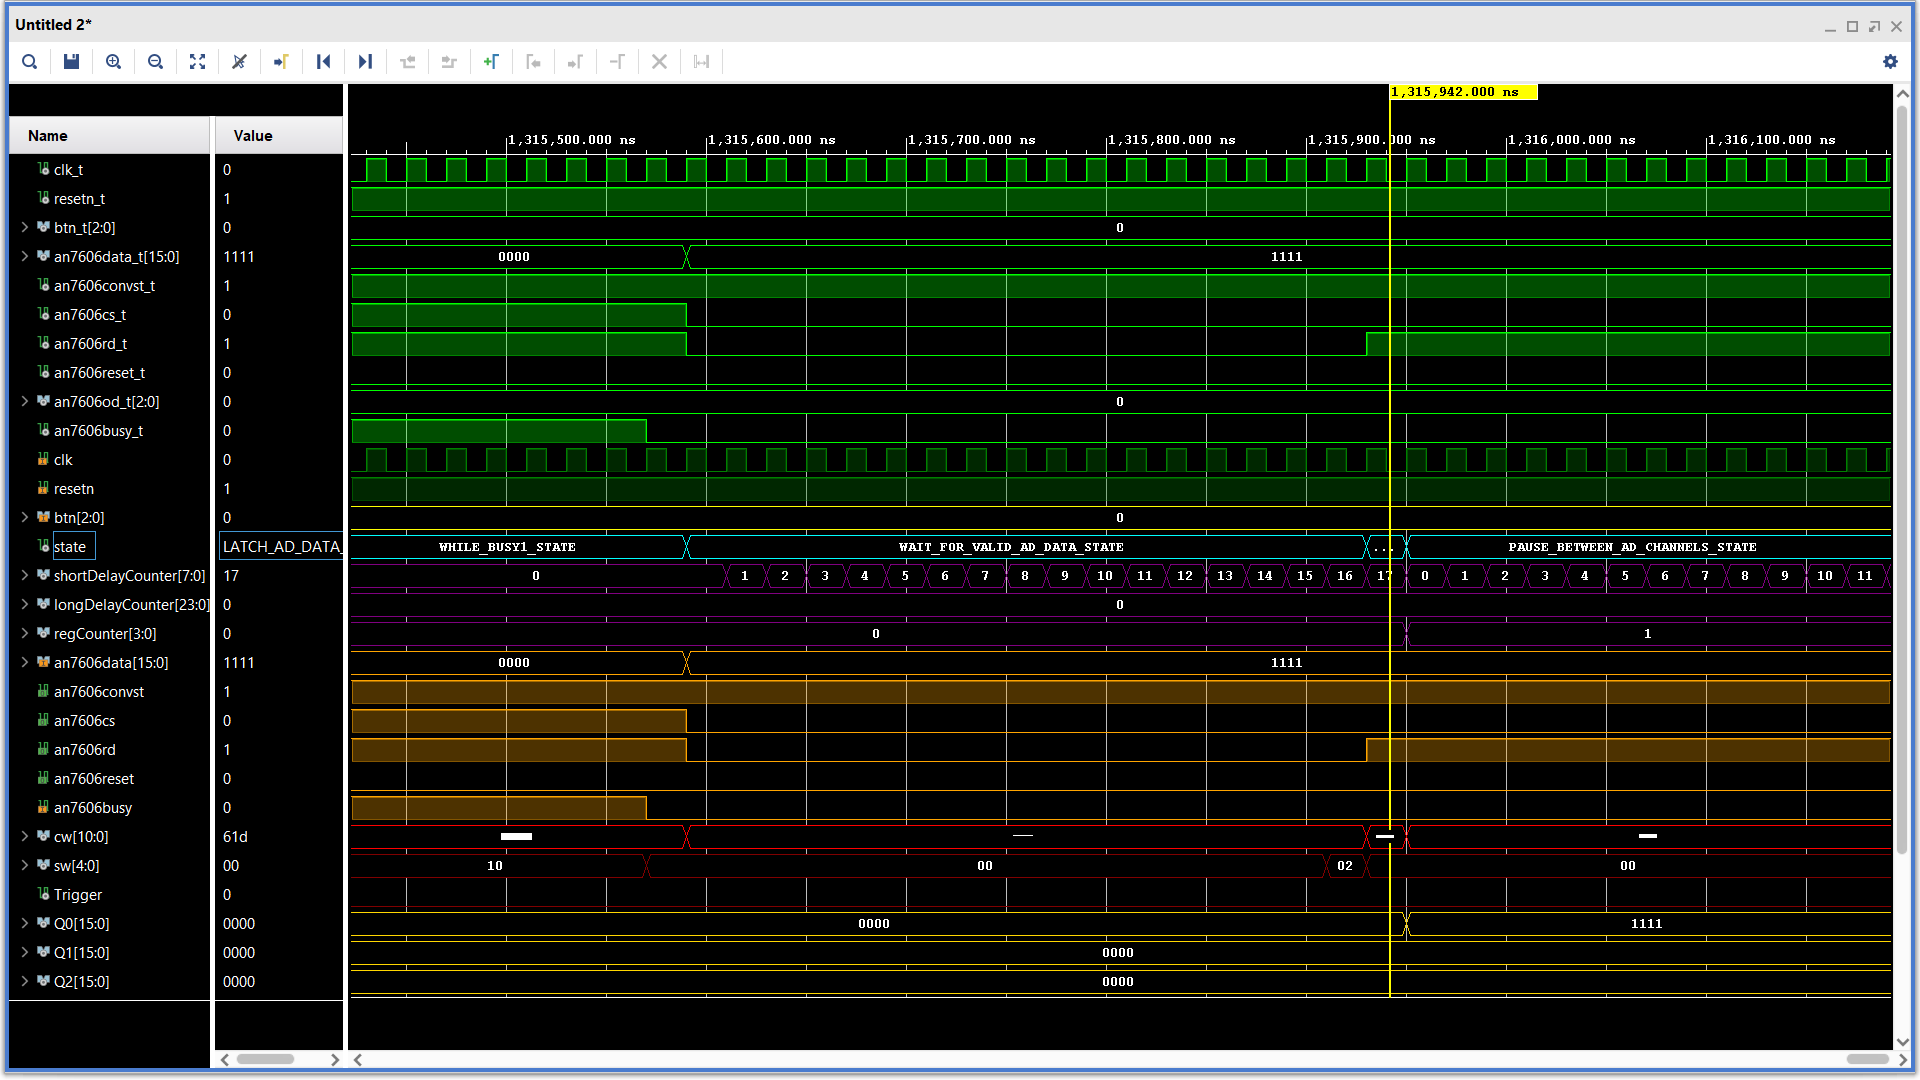 Untitled 2*
1,315,942.000 ns
Name Value
1,315,500.000 ns 1,315,600.000 ns 1,315,700.000 ns 1,315,800.000 ns 1,315,900.000 ns 1,316,000.000 ns 1,316,100.000 ns
clk_t 0
resetn_t 1
btn_t[2:0] 0 0
an7606data_t[15:0] 1111 0000 1111
an7606convst_t 1
an7606cs_t 0
an7606rd_t 1
an7606reset_t 0
an7606od_t[2:0] 0 0
an7606busy_t 0
clk 0
resetn 1
btn[2:0] 0 0
state LATCH_AD_DATA_ WHILE_BUSY1_STATE WAIT_FOR_VALID_AD_DATA_STATE ... PAUSE_BETWEEN_AD_CHANNELS_STATE
shortDelayCounter[7:0] 17 0 1 2 3 4 5 6 7 8 9 10 11 12 13 14 15 16 17 0 1 2 3 4 5 6 7 8 9 10 11
longDelayCounter[23:0] 0 0
regCounter[3:0] 0 0 1
an7606data[15:0] 1111 0000 1111
an7606convst 1
an7606cs 0
an7606rd 1
an7606reset 0
an7606busy 0
cw[10:0] 61d
sw[4:0] 00 10 00 02 00
Trigger 0
Q0[15:0] 0000 0000 1111
Q1[15:0] 0000 0000
Q2[15:0] 0000 0000